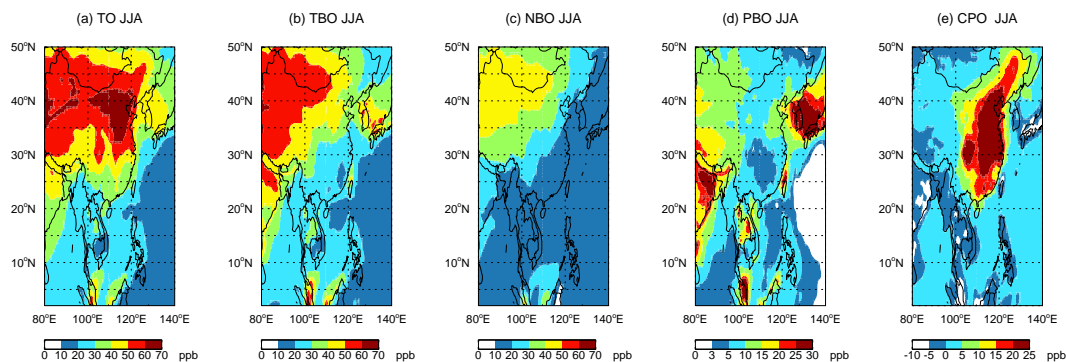 (a) TO JJA (b) TBO JJA (c) NBO JJA (d) PBO JJA (e) CPO JJA
50°N 50°N 50°N 50°N 50°N
40°N 40°N 40°N 40°N 40°N
30°N 30°N 30°N 30°N 30°N
20°N 20°N 20°N 20°N 20°N
10°N 10°N 10°N 10°N 10°N
80°E 100°E 120°E 140°E 80°E 100°E 120°E 140°E 80°E 100°E 120°E 140°E 80°E 100°E 120°E 140°E 80°E 100°E 120°E 140°E
0 10 20 30 40 50 60 70 ppb 0 10 20 30 40 50 60 70 ppb 0 10 20 30 40 50 60 70 ppb 0 3 5 10 15 20 25 30 ppb -10 -5 0 5 10 15 20 25 ppb